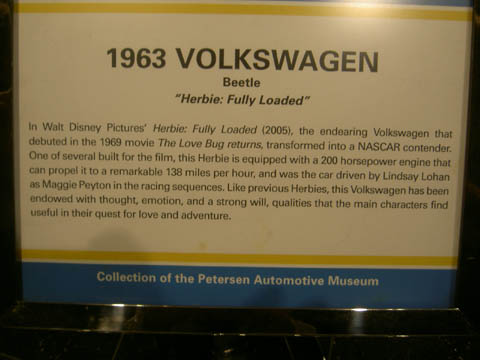 1963 VOLKSWAGEN
Beetle
"Herbie: Fully Loaded"
In Walt Disney Pictures' Herbie: Fully Loaded (2005), the endearing Volkswagen that
debuted in the 1969 movie The Love Bug returns, transformed into a NASCAR contender.
One of several built for the film, this Herbie is equipped with a 200 horsepower engine that
can propel it to a remarkable 138 miles per hour, and was the car driven by Lindsay Lohan
as Maggie Peyton in the racing sequences. Like previous Herbies, this Volkswagen has been
endowed with thought, emotion, and a strong will, qualities that the main characters find
useful in their quest for love and adventure.
Collection of the Petersen Automotive Museum